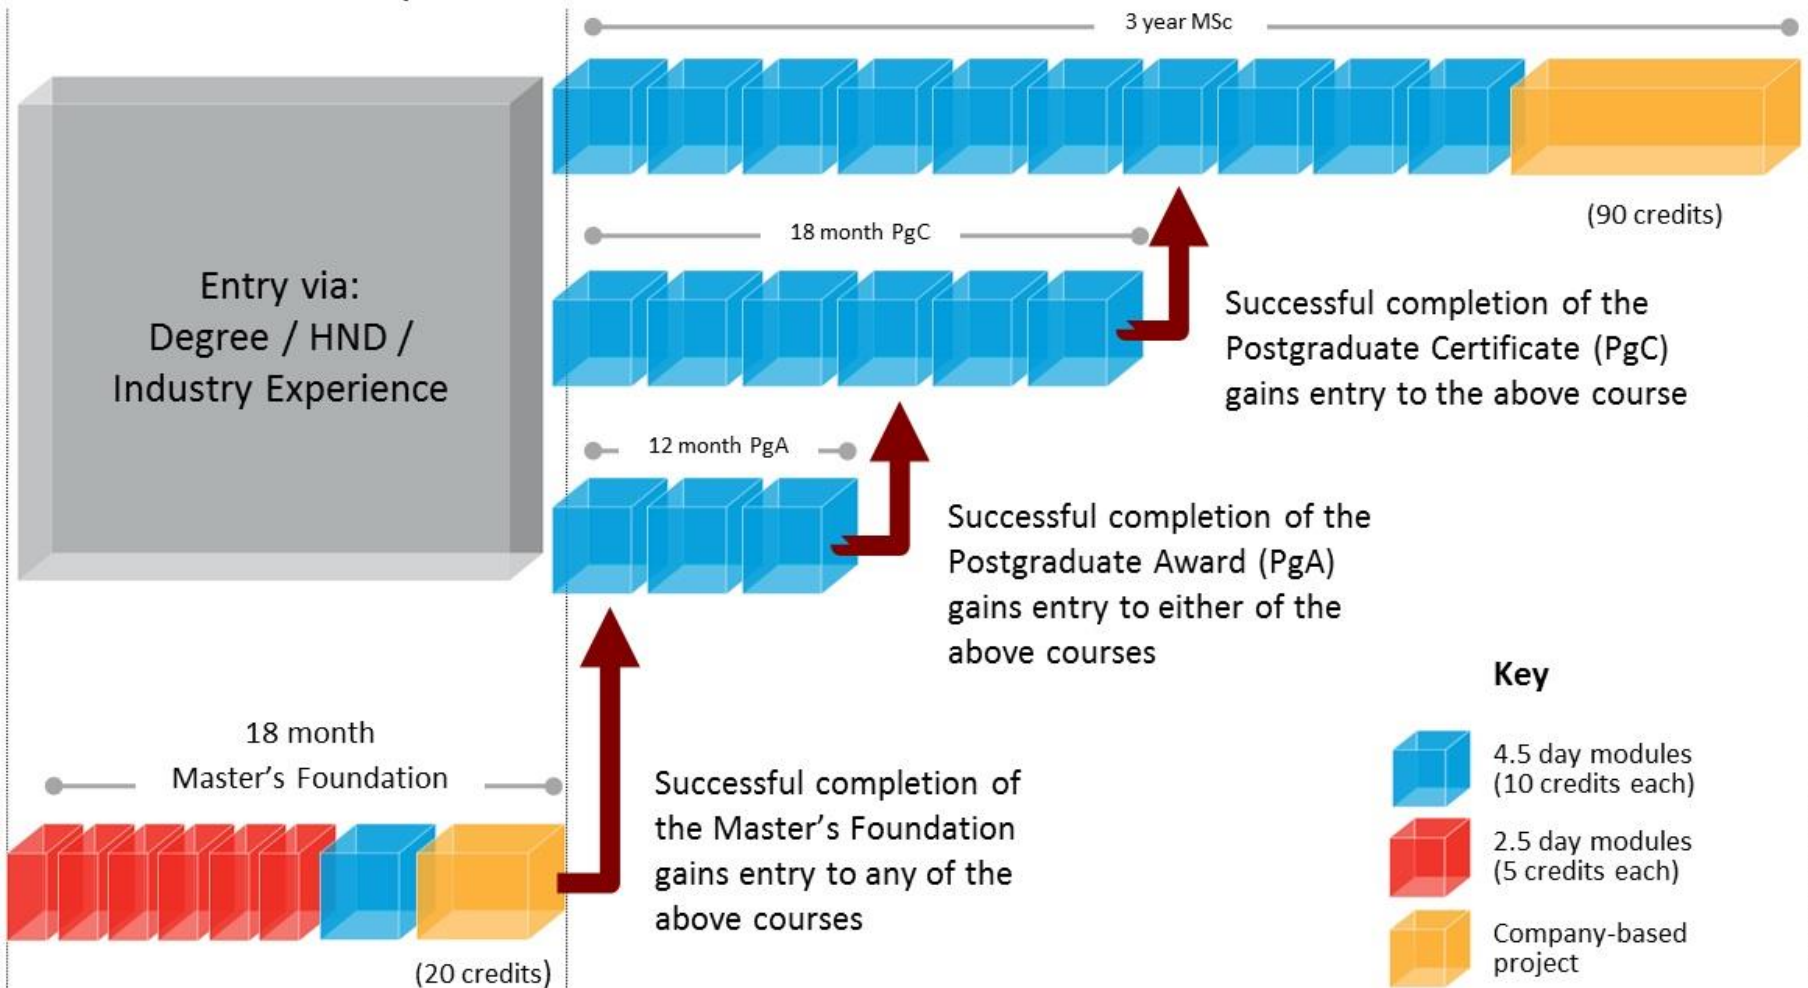 3 year MSc
(90 credits)
Entry via:
Degree / HND /
Industry Experience
18 month PgC
Successful completion of the
Postgraduate Certificate (PgC)
gains entry to the above course
12 month PgA
Successful completion of the
Postgraduate Award (PgA)
gains entry to either of the
above courses
18 month
Master’s Foundation
Successful completion of
the Master’s Foundation
gains entry to any of the
above courses
(20 credits)
Key
4.5 day modules
(10 credits each)
2.5 day modules
(5 credits each)
Company-based
project